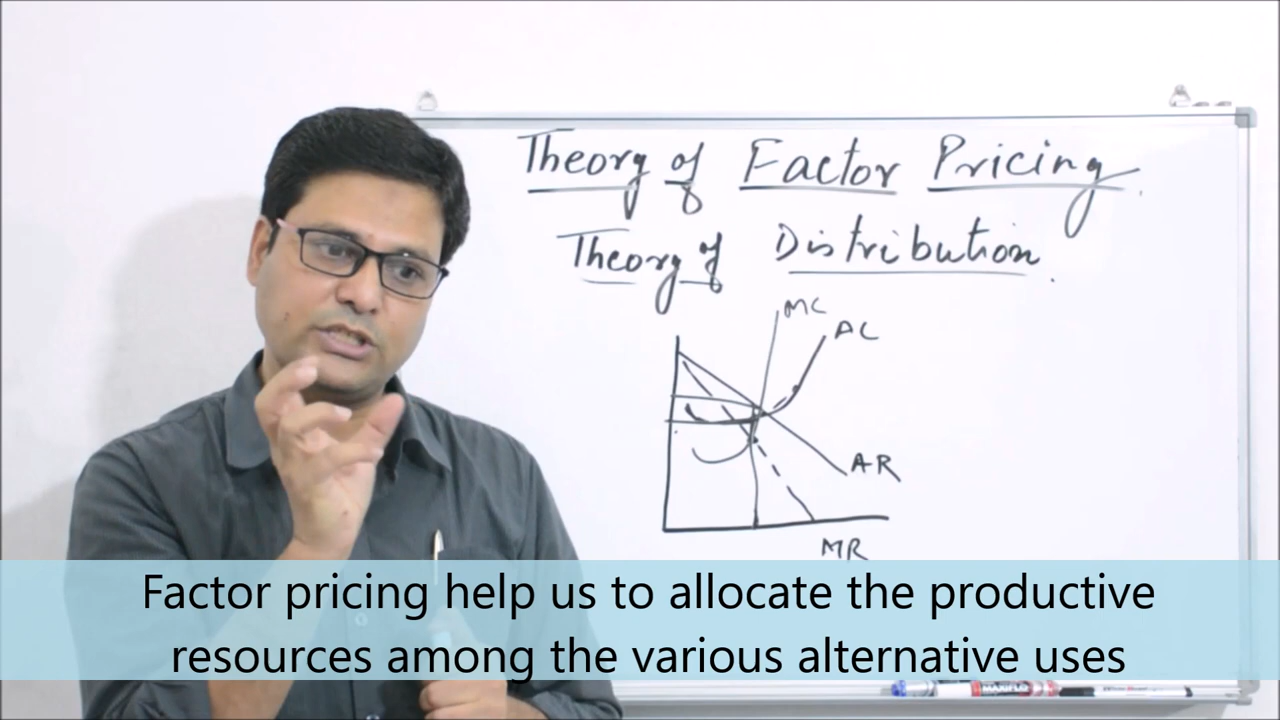 Theory of Factor Pricing.
Theory of Distribution.
MC
AC
AR
MR
Factor pricing help us to allocate the productive
resources among the various alternative uses